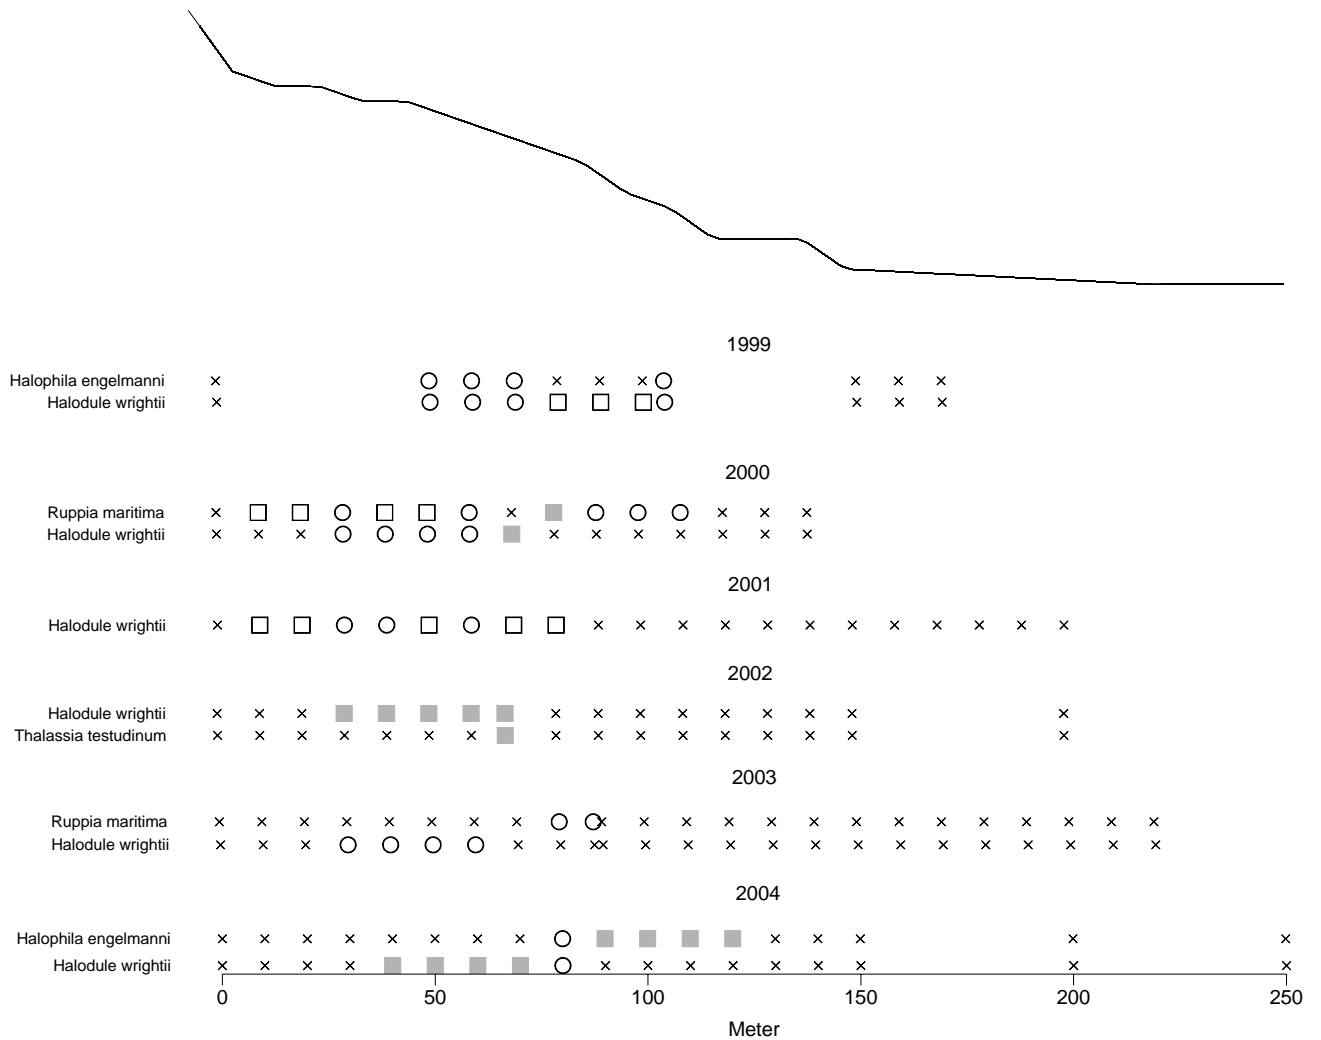 1999
Halophila engelmanni
Halodule wrightii
2000
Ruppia maritima
Halodule wrightii
2001
Halodule wrightii
2002
Halodule wrightii
Thalassia testudinum
2003
Ruppia maritima
Halodule wrightii
2004
Halophila engelmanni
Halodule wrightii
0 50 100 150 200 250
Meter